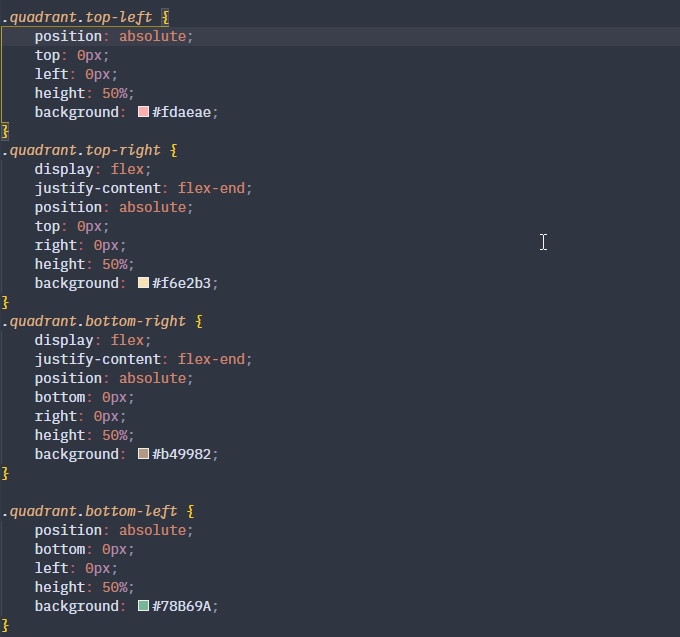 .quadrant.top-left {
    position: absolute;
    top: 0px;
    left: 0px;
    height: 50%;
    background: #fdaeae;
}
.quadrant.top-right {
    display: flex;
    justify-content: flex-end;
    position: absolute;
    top: 0px;
    right: 0px;
    height: 50%;
    background: #f6e2b3;
}
.quadrant.bottom-right {
    display: flex;
    justify-content: flex-end;
    position: absolute;
    bottom: 0px;
    right: 0px;
    height: 50%;
    background: #b49982;
}

.quadrant.bottom-left {
    position: absolute;
    bottom: 0px;
    left: 0px;
    height: 50%;
    background: #78B69A;
}